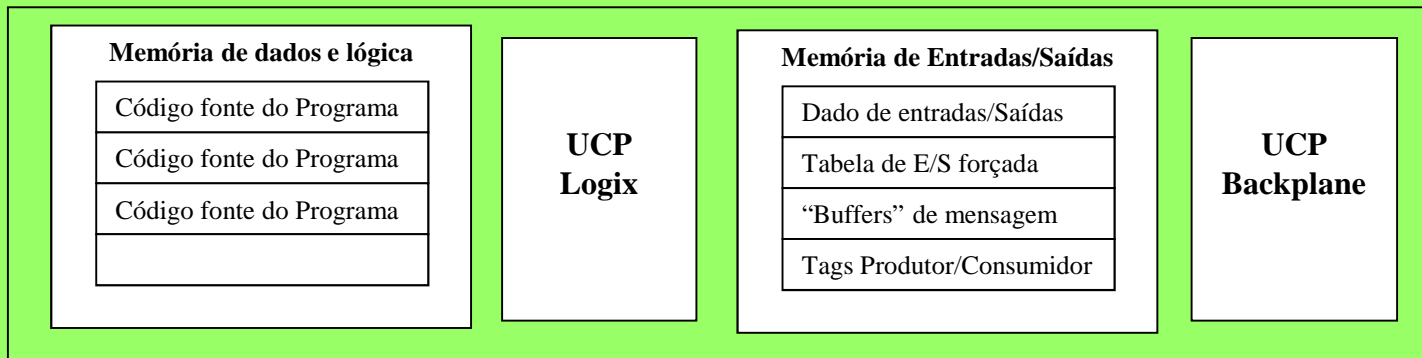 Memória de dados e lógica
Código fonte do Programa
Código fonte do Programa
Código fonte do Programa
UCP
Logix
Memória de Entradas/Saídas
Dado de entradas/Saídas
Tabela de E/S forçada
“Buffers” de mensagem
Tags Produtor/Consumidor
UCP
Backplane